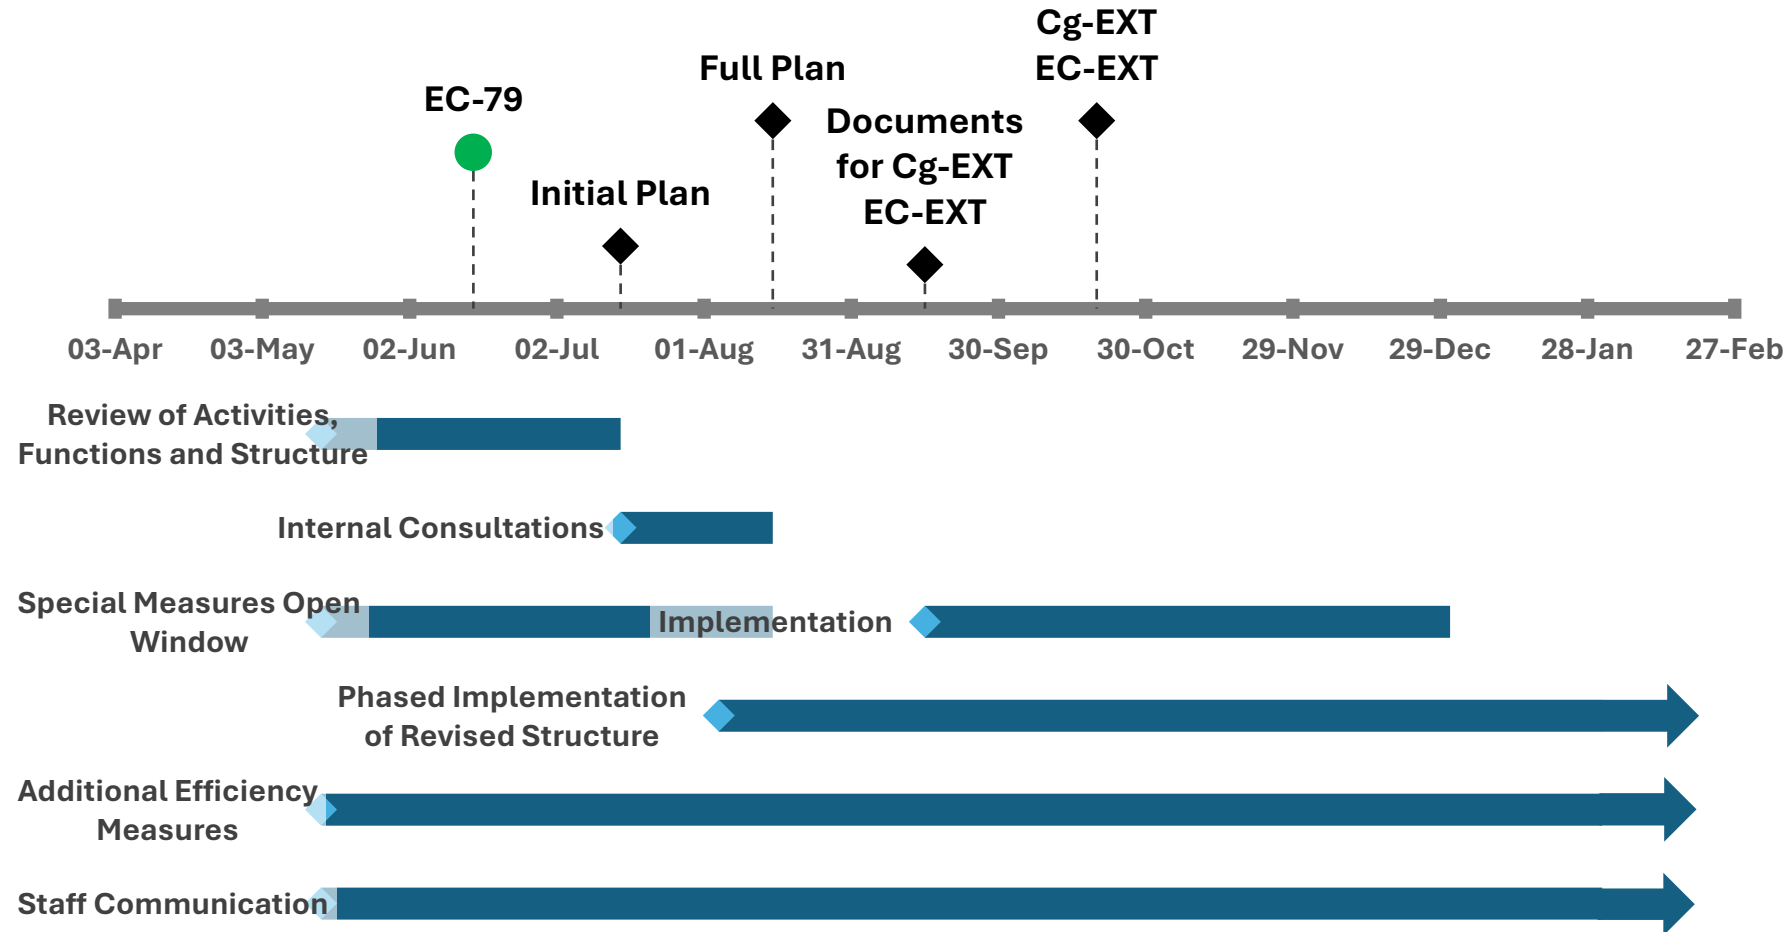 Cg-EXT
EC-EXT
Full Plan
EC-79
Documents
for Cg-EXT
EC-EXT
Initial Plan
03-Apr 03-May 02-Jun 02-Jul 01-Aug 31-Aug 30-Sep 30-Oct 29-Nov 29-Dec 28-Jan 27-Feb
Review of Activities,
Functions and Structure
Internal Consultations
Special Measures Open
Window
Implementation
Phased Implementation
of Revised Structure
Additional Efficiency
Measures
Staff Communication